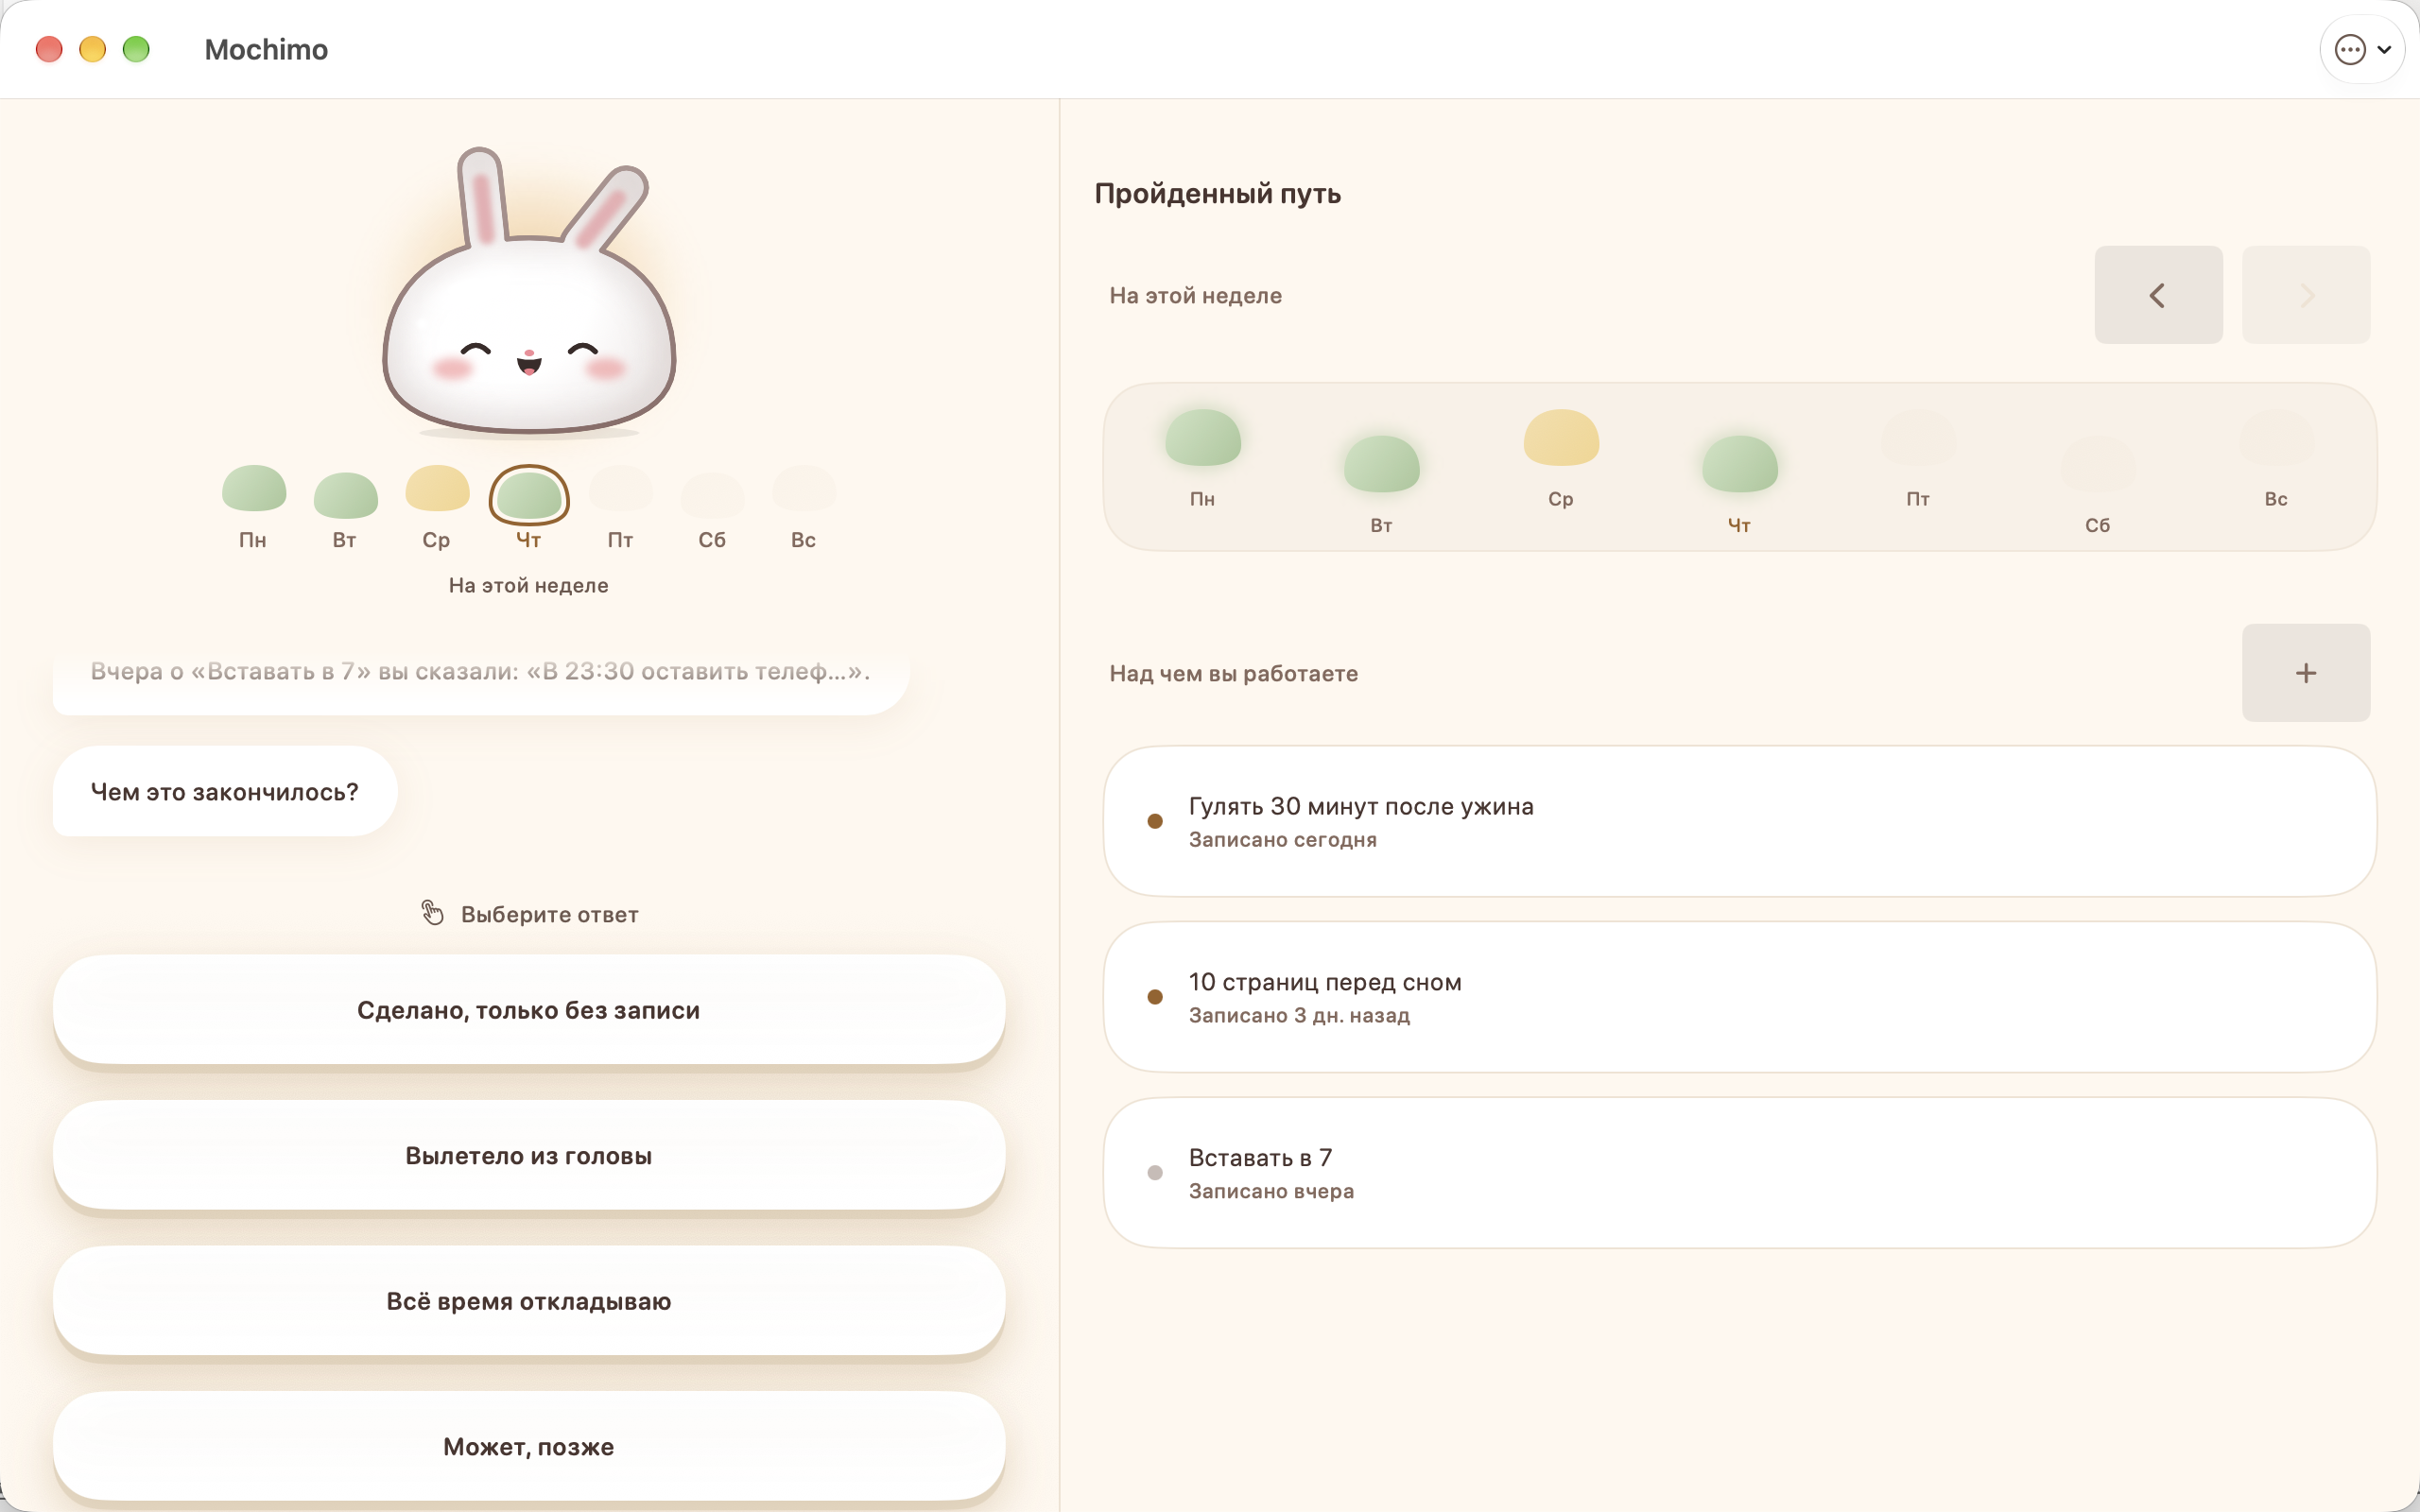 Mochimo
Пн Вт Ср Чт Пт Сб Вс
На этой неделе
Вчера о «Вставать в 7» вы сказали: «В 23:30 оставить телеф...».
Чем это закончилось?
Выберите ответ
Сделано, только без записи
Вылетело из головы
Всё время откладываю
Может, позже
Пройденный путь
На этой неделе
Пн Вт Ср Чт Пт Сб Вс
Над чем вы работаете
Гулять 30 минут после ужина
Записано сегодня
10 страниц перед сном
Записано 3 дн. назад
Вставать в 7
Записано вчера